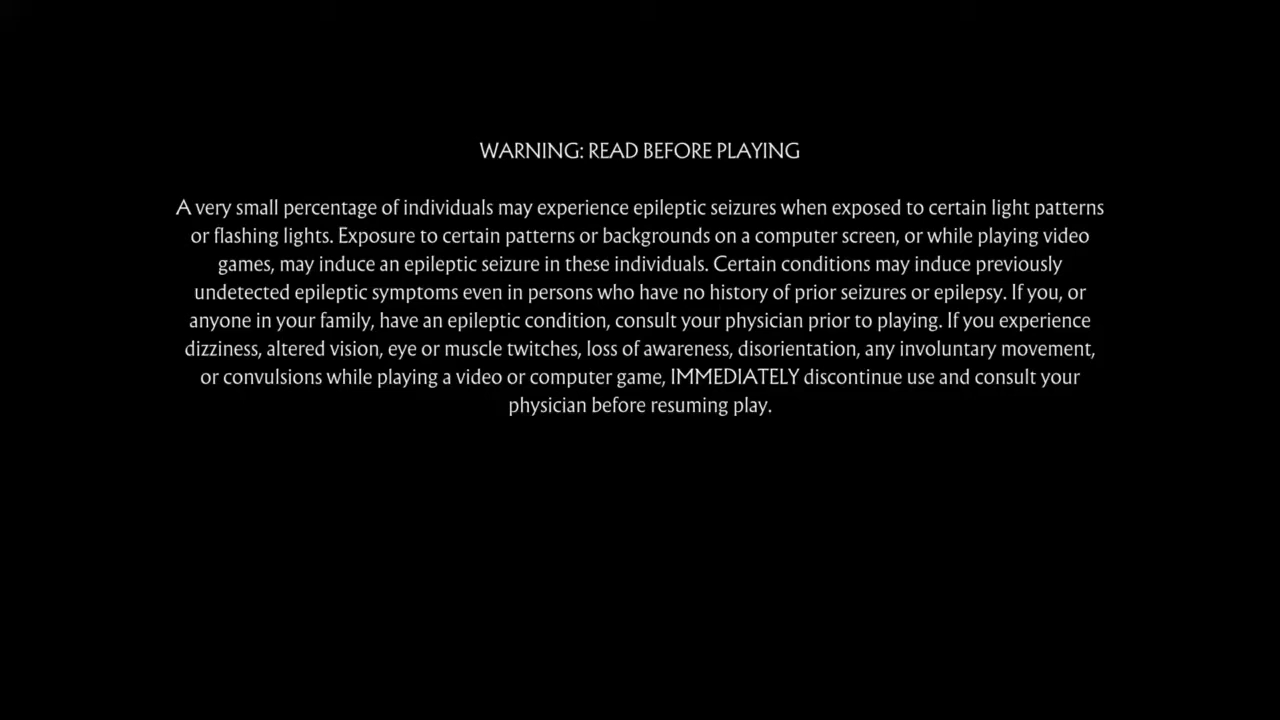 WARNING: READ BEFORE PLAYING
A very small percentage of individuals may experience epileptic seizures when exposed to certain light patterns
or flashing lights. Exposure to certain patterns or backgrounds on a computer screen, or while playing video
games, may induce an epileptic seizure in these individuals. Certain conditions may induce previously
undetected epileptic symptoms even in persons who have no history of prior seizures or epilepsy. If you, or
anyone in your family, have an epileptic condition, consult your physician prior to playing. If you experience
dizziness, altered vision, eye or muscle twitches, loss of awareness, disorientation, any involuntary movement,
or convulsions while playing a video or computer game, IMMEDIATELY discontinue use and consult your
physician before resuming play.